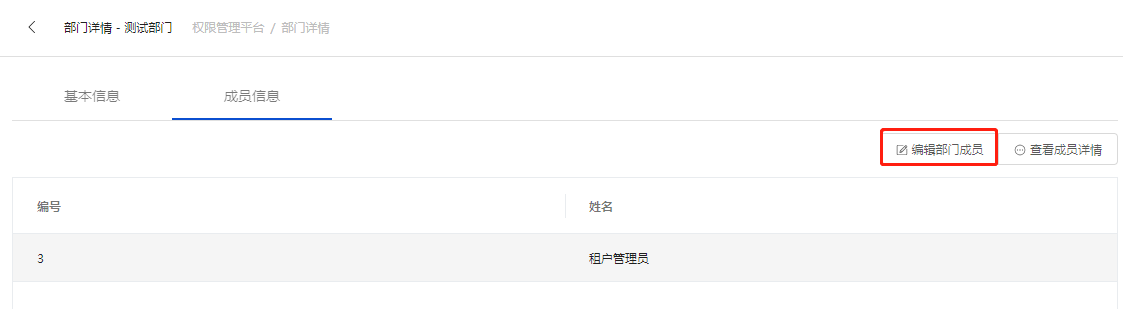 部门详情 - 测试部门 权限管理平台 / 部门详情
基本信息 成员信息
编辑部门成员 查看成员详情
编号 姓名
3 租户管理员